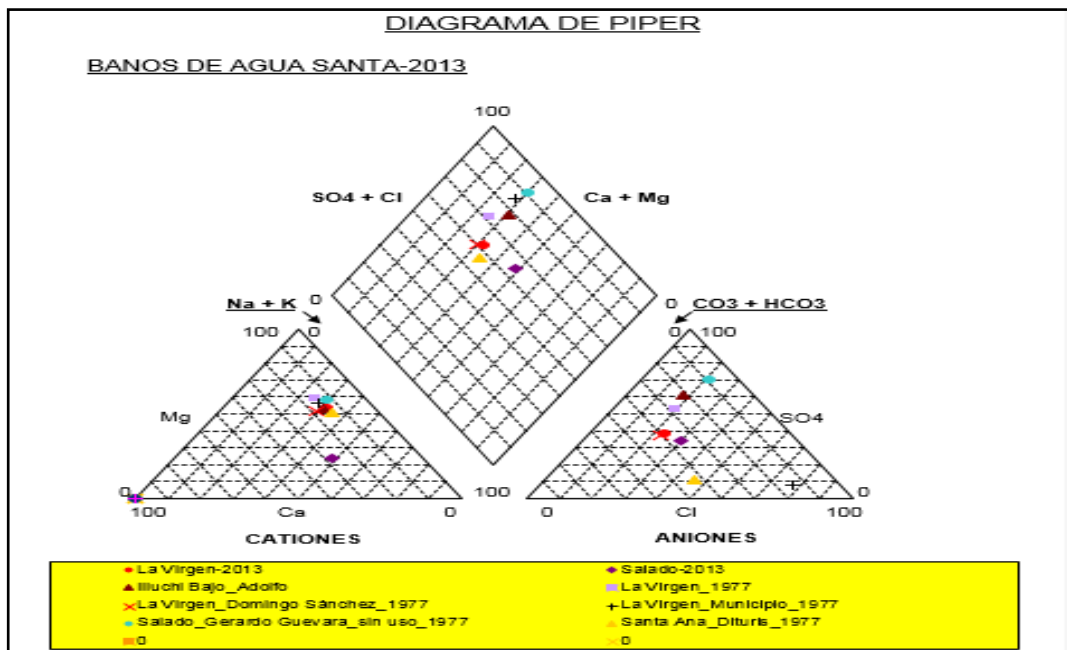 DIAGRAMA DE PIPER
BANOS DE AGUA SANTA-2013
100
SO4 + Cl
Ca + Mg
Na + K
0
0
CO3 + HCO3
100
0
0
100
Mg
SO4
0
100
0
100
Ca
0
0
Cl
100
CATIONES
ANIONES
La Virgen-2013
Salado-2013
Illuchi Bajo_Adolfo
La Virgen_1977
La Virgen_Domingo Sánchez_1977
La Virgen_Municipio_1977
Salado_Gerardo Guevara_sin uso_1977
Santa Ana_Dituris_1977
0
0